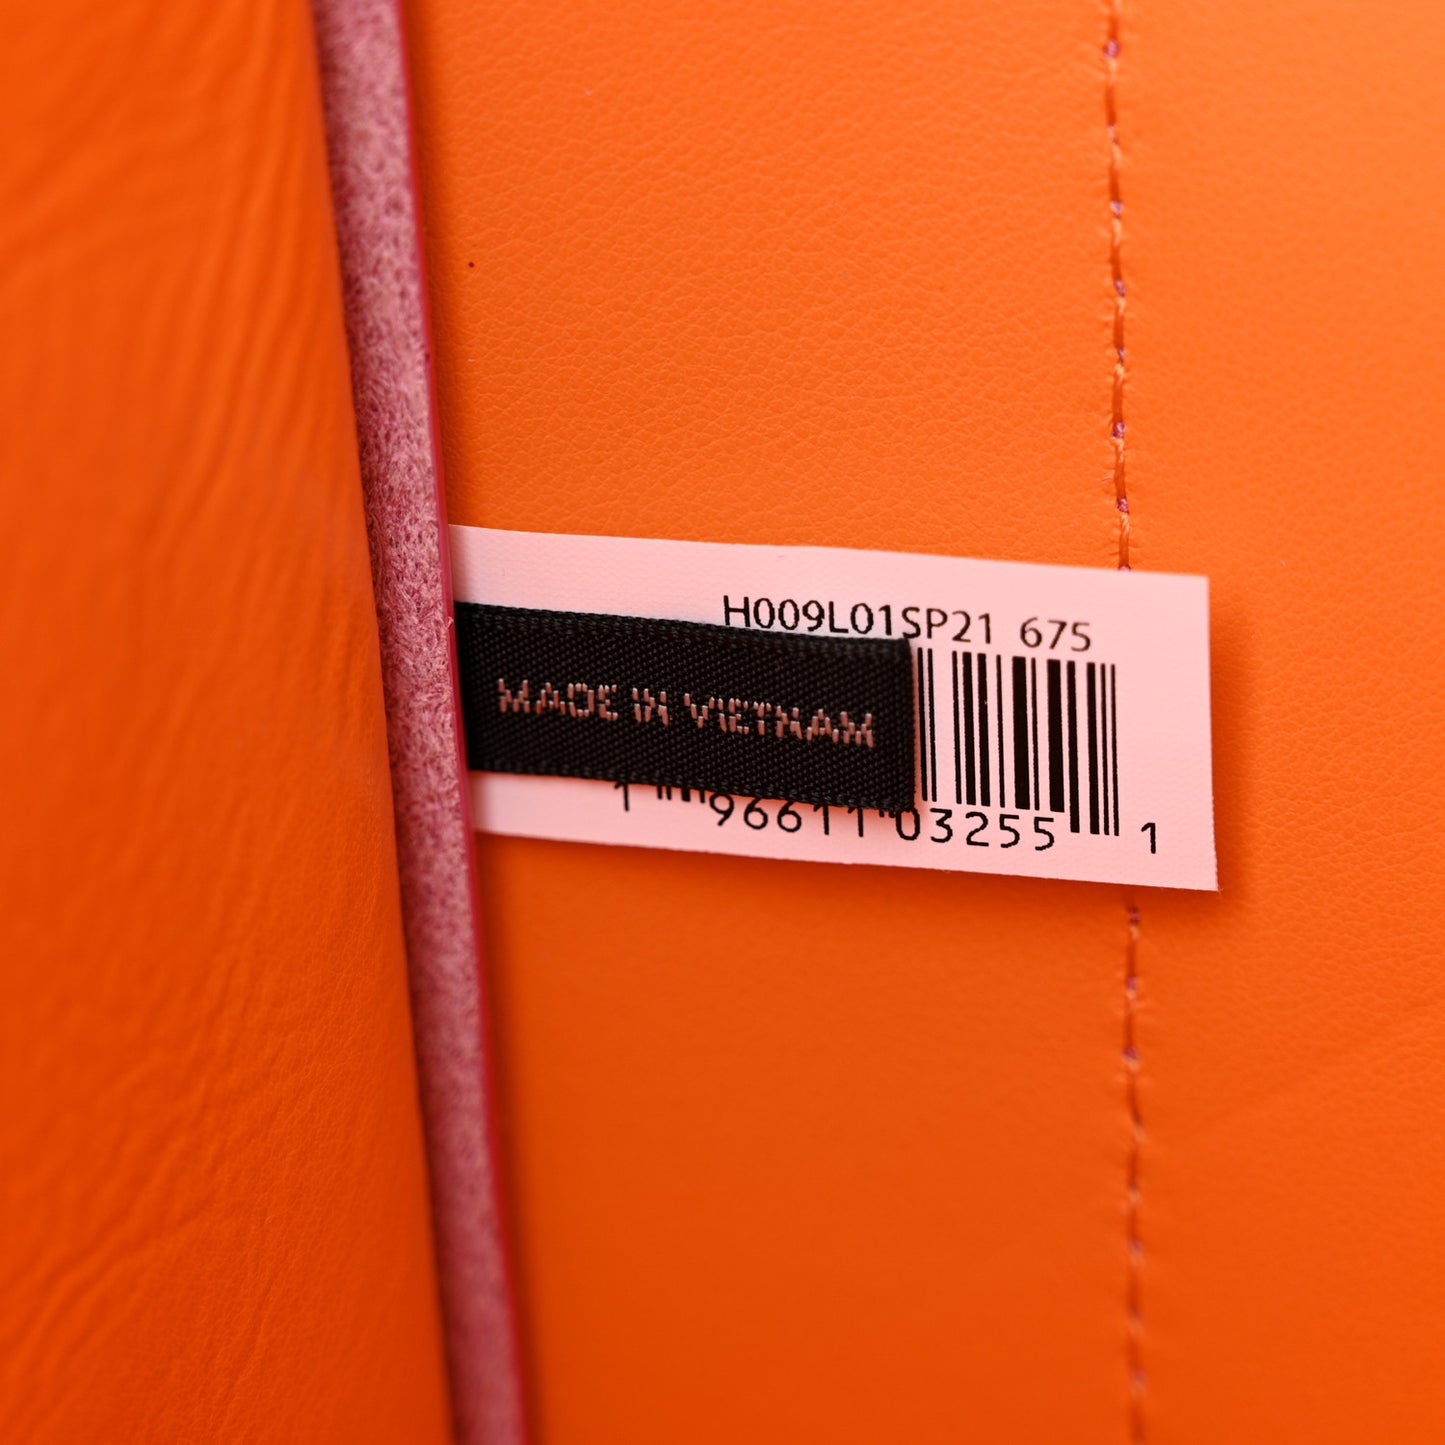 H009L01SP21 675
MADE IN VIETNAM
1 96611 03255 1